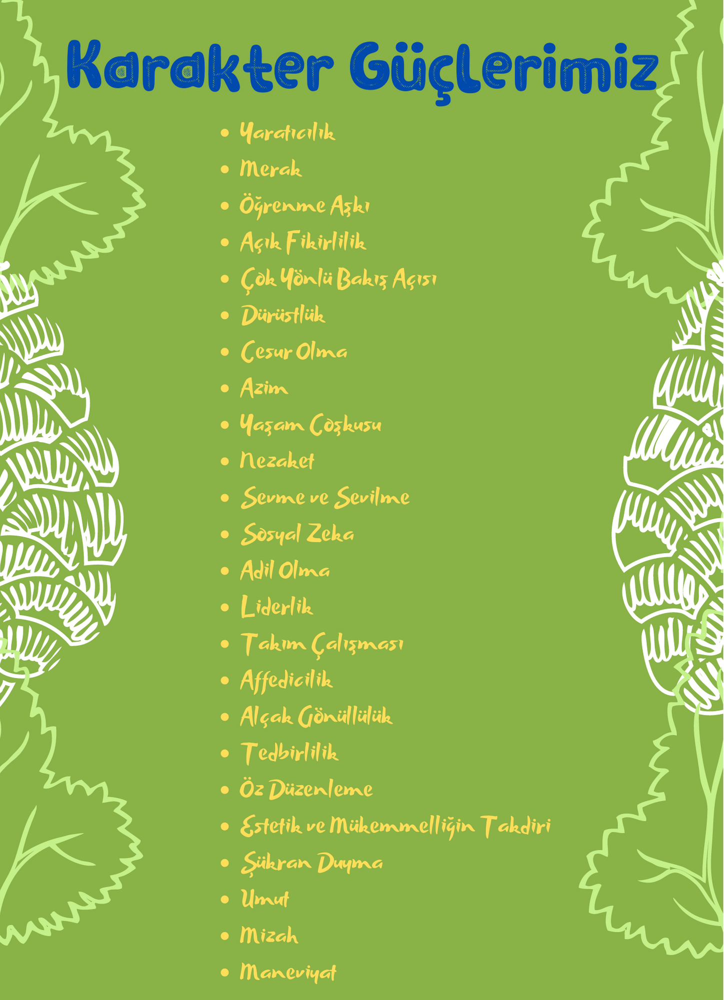 Karakter Güçlerimiz
• Yaratıcılık
• Merak
• Öğrenme Aşkı
• Açık Fikirlilik
• Çok Yönlü Bakış Açısı
• Dürüstlük
• Cesur Olma
• Azim
• Yaşam Coşkusu
• Nezaket
• Sevme ve Sevilme
• Sosyal Zeka
• Adil Olma
• Liderlik
• Takım Çalışması
• Affedicilik
• Alçak Gönüllülük
• Tedbirlilik
• Öz Düzenleme
• Estetik ve Mükemmelliğin Takdiri
• Şükran Duyma
• Umut
• Mizah
• Maneviyat